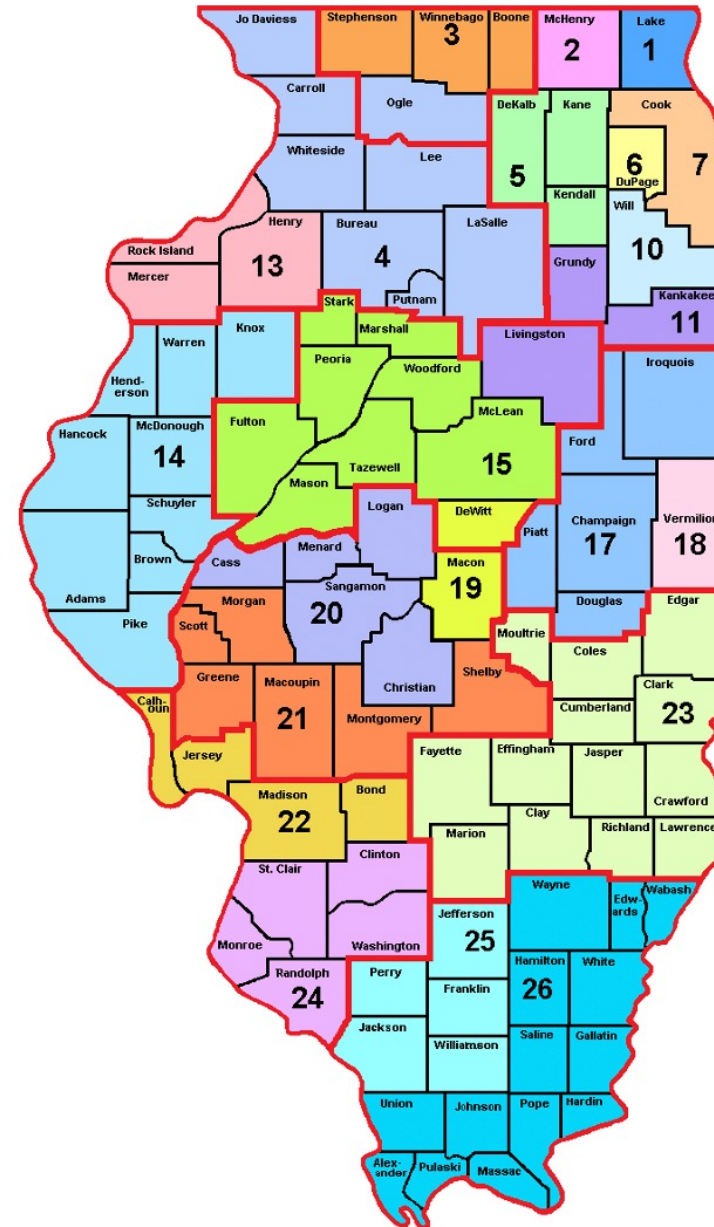 Jo Daviess
Stephenson
Winnebago
Boone
3
McHenry
2
Lake
1
Carroll
Ogle
DeKalb
Kane
Cook
Whiteside
Lee
5
6
DuPage
7
Kendall
Will
Henry
Bureau
LaSalle
Rock Island
4
10
Mercer
13
Putnam
Grundy
Kankakee
11
Stark
Knox
Marshall
Livingston
Warren
Peoria
Woodford
Iroquois
Hend-
erson
McLean
Hancock
McDonough
Fulton
Ford
14
15
Tazewell
Mason
Schuyler
Logan
DeWitt
Champaign
Vermilion
Piatt
17
18
Menard
Brown
Cass
Macon
Sangamon
19
Adams
Morgan
20
Douglas
Edgar
Pike
Scott
Moultrie
Coles
Greene
Macoupin
Shelby
Christian
Clark
Cal-
houn
21
Montgomery
Cumberland
23
Jersey
Fayette
Effingham
Jasper
Madison
Bond
Crawford
22
Marion
Clay
Richland
Lawrence
St. Clair
Clinton
Wayne
Edw-
ards
Wabash
Jefferson
25
Monroe
Washington
Randolph
24
Perry
Hamilton
26
White
Franklin
Jackson
Saline
Gallatin
Williamson
Union
Johnson
Pope
Hardin
Alex-
ander
Pulaski
Massac